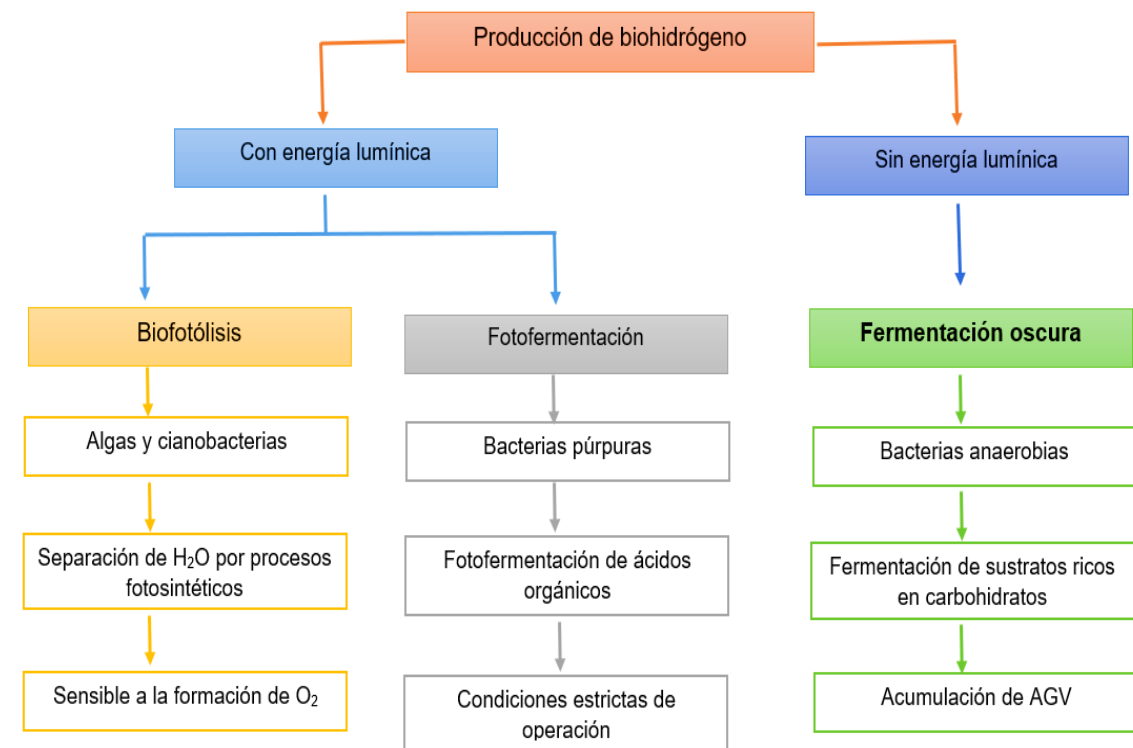 Producción de biohidrógeno
Con energía lumínica
Sin energía lumínica
Biofotólisis
Fotofermentación
Fermentación oscura
Algas y cianobacterias
Bacterias púrpuras
Bacterias anaerobias
Separación de H₂O por procesos
fotosintéticos
Fotofermentación de ácidos
orgánicos
Fermentación de sustratos ricos
en carbohidratos
Sensible a la formación de O₂
Condiciones estrictas de
operación
Acumulación de AGV